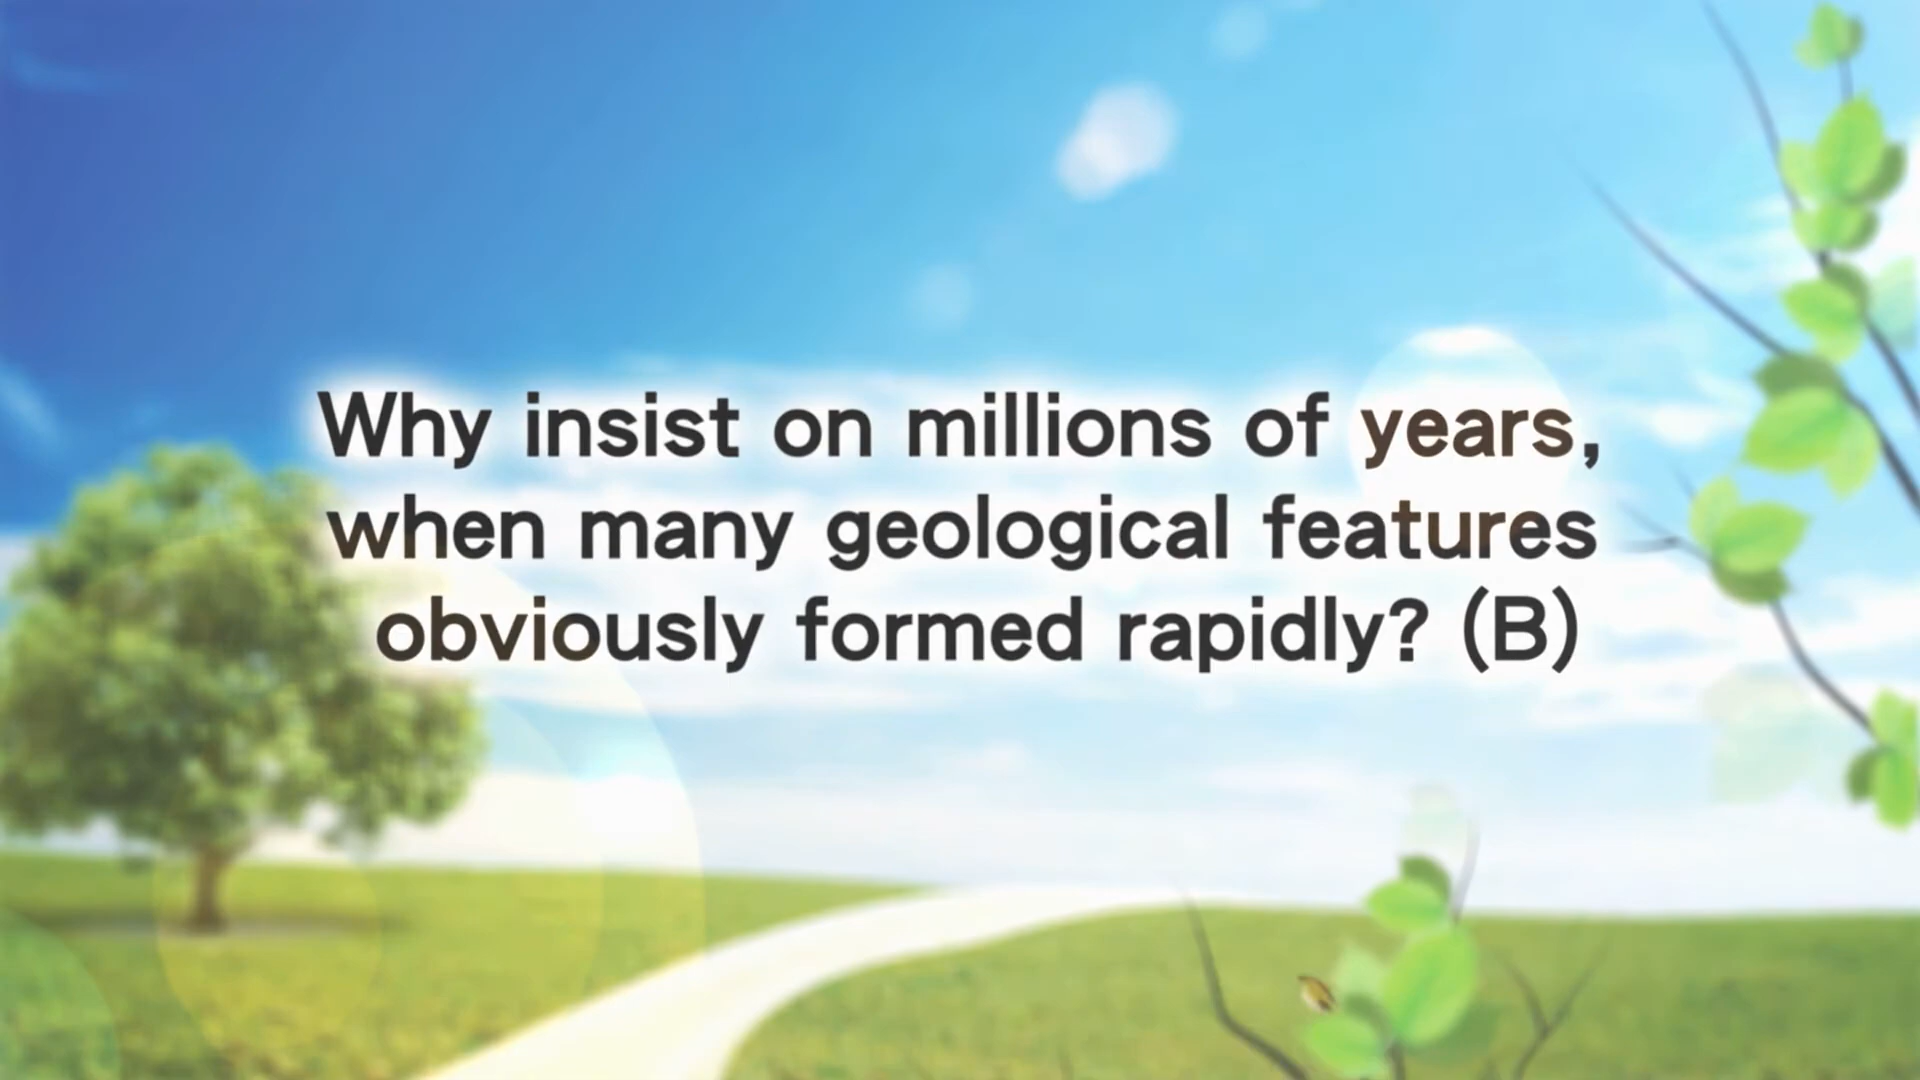 Why insist on millions of years,
when many geological features
obviously formed rapidly? (B)